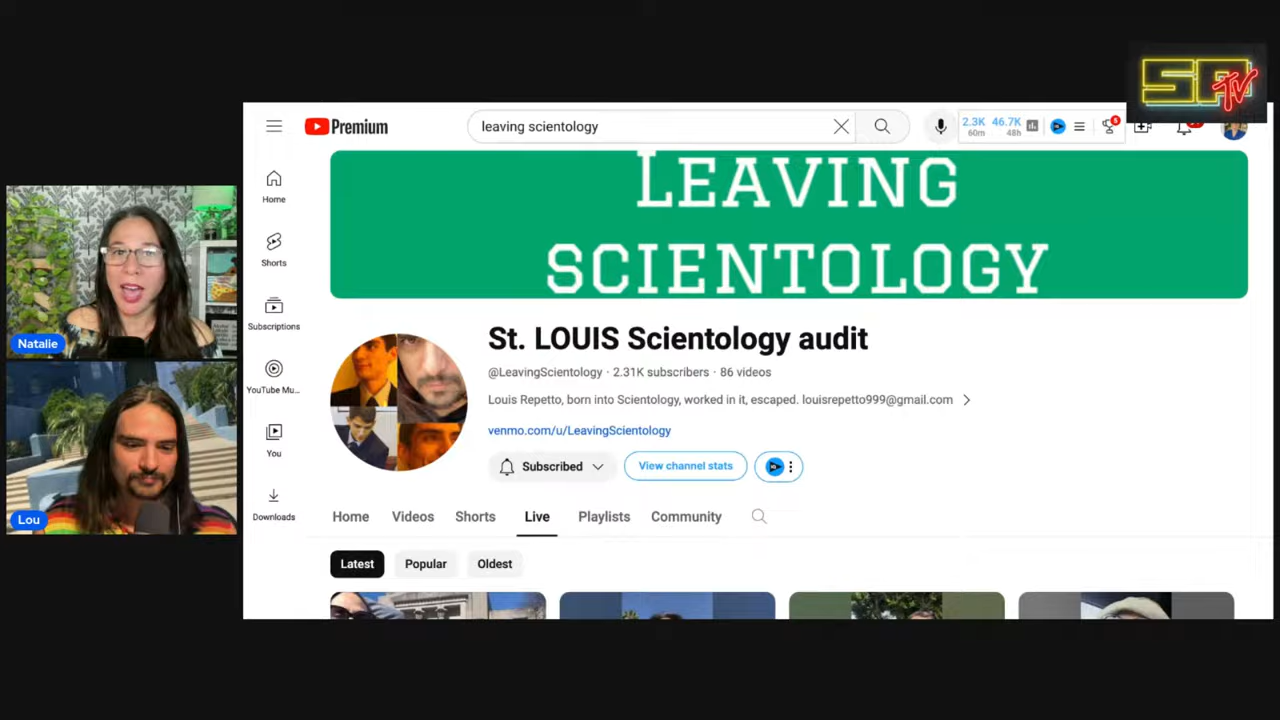 SPTV
Premium
leaving scientology
2.3K 46.7K
60m 48h
6
Home
Shorts
Subscriptions
YouTube Mu...
You
Downloads
LEAVING
SCIENTOLOGY
St. LOUIS Scientology audit
@LeavingScientology · 2.31K subscribers · 86 videos
Louis Repetto, born into Scientology, worked in it, escaped. louisrepetto999@gmail.com
venmo.com/u/LeavingScientology
Subscribed
View channel stats
Home Videos Shorts Live Playlists Community
Latest Popular Oldest
Natalie
Lou